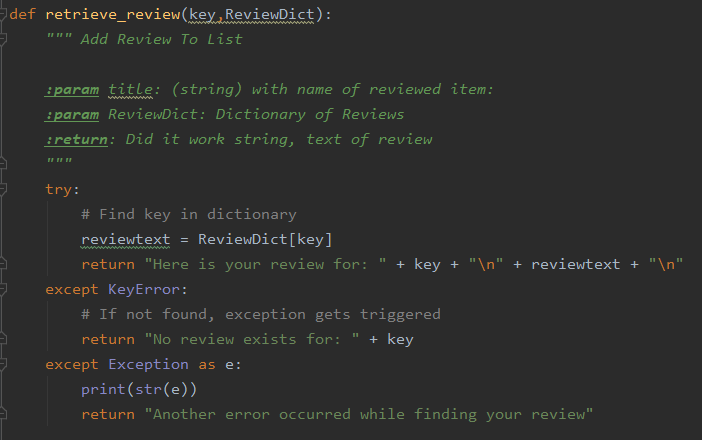 def retrieve_review(key,ReviewDict):
    """ Add Review To List

    :param title: (string) with name of reviewed item:
    :param ReviewDict: Dictionary of Reviews
    :return: Did it work string, text of review
    """
    try:
        # Find key in dictionary
        reviewtext = ReviewDict[key]
        return "Here is your review for: " + key + "\n" + reviewtext + "\n"
    except KeyError:
        # If not found, exception gets triggered
        return "No review exists for: " + key
    except Exception as e:
        print(str(e))
        return "Another error occurred while finding your review"